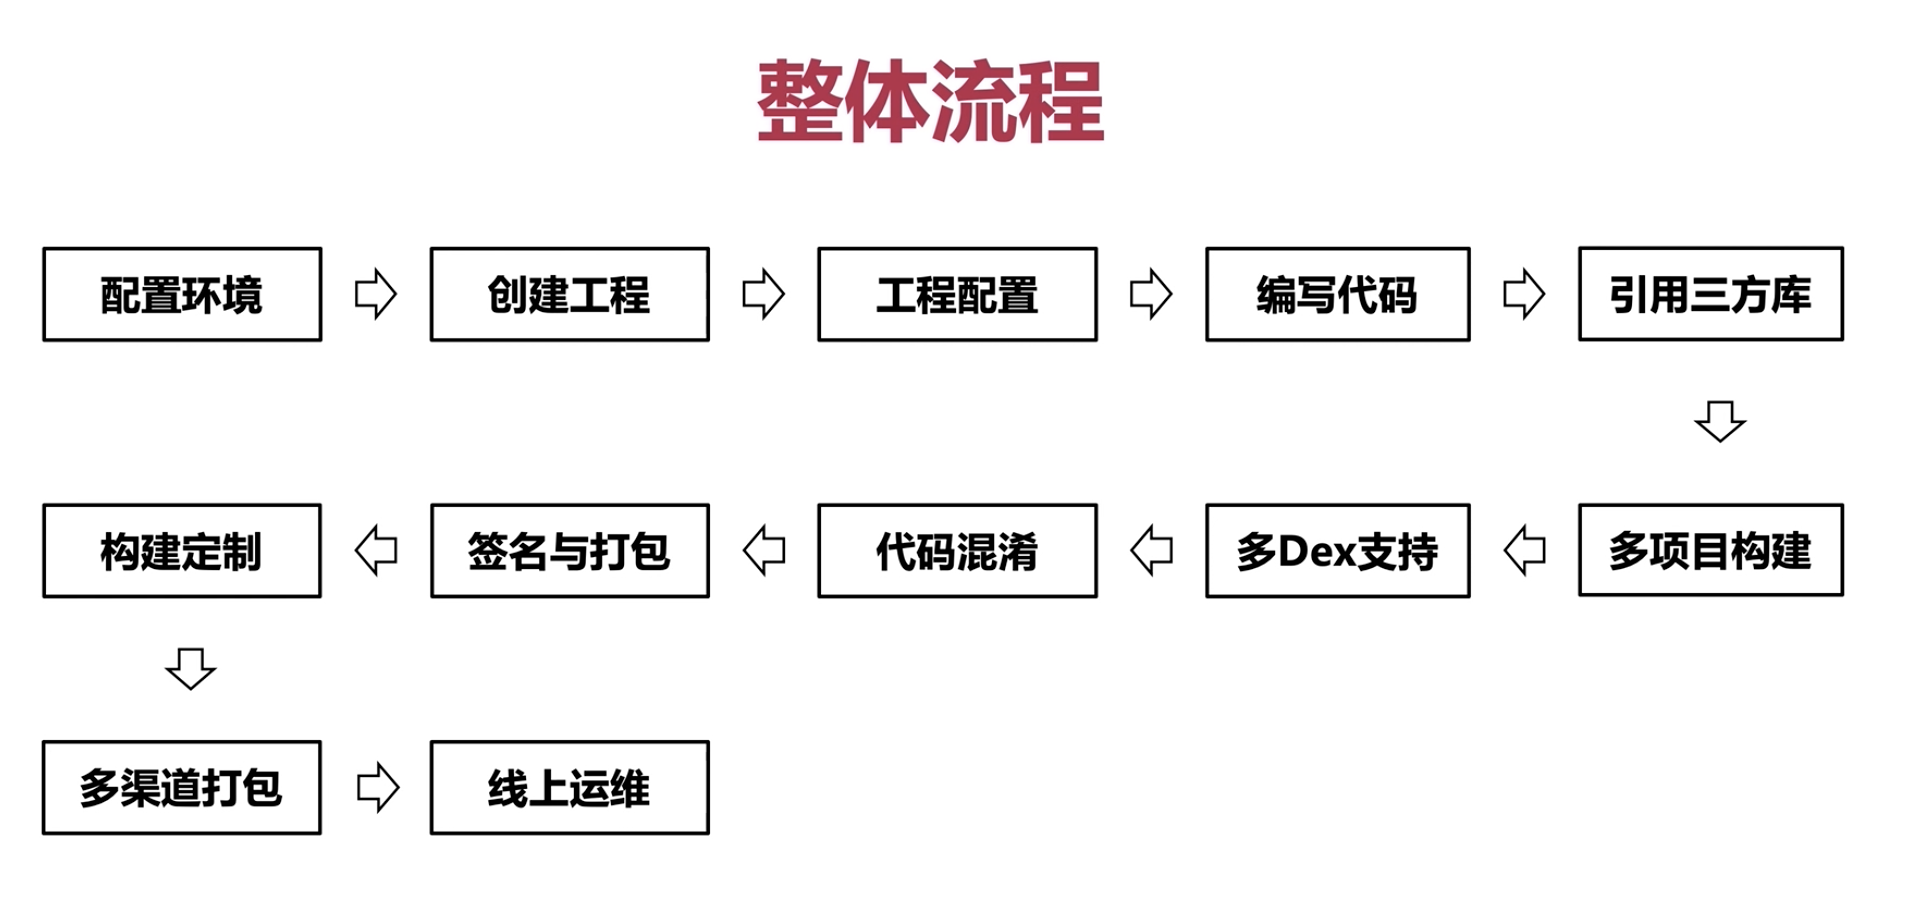 整体流程
配置环境
创建工程
工程配置
编写代码
引用三方库
多项目构建
多Dex支持
代码混淆
签名与打包
构建定制
多渠道打包
线上运维